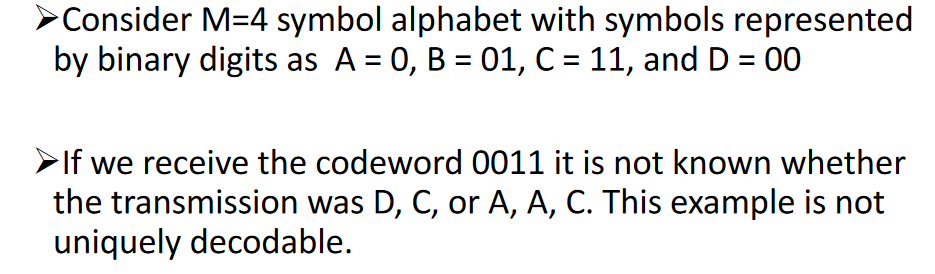 ➢Consider M=4 symbol alphabet with symbols represented
by binary digits as A = 0, B = 01, C = 11, and D = 00
➢If we receive the codeword 0011 it is not known whether
the transmission was D, C, or A, A, C. This example is not
uniquely decodable.